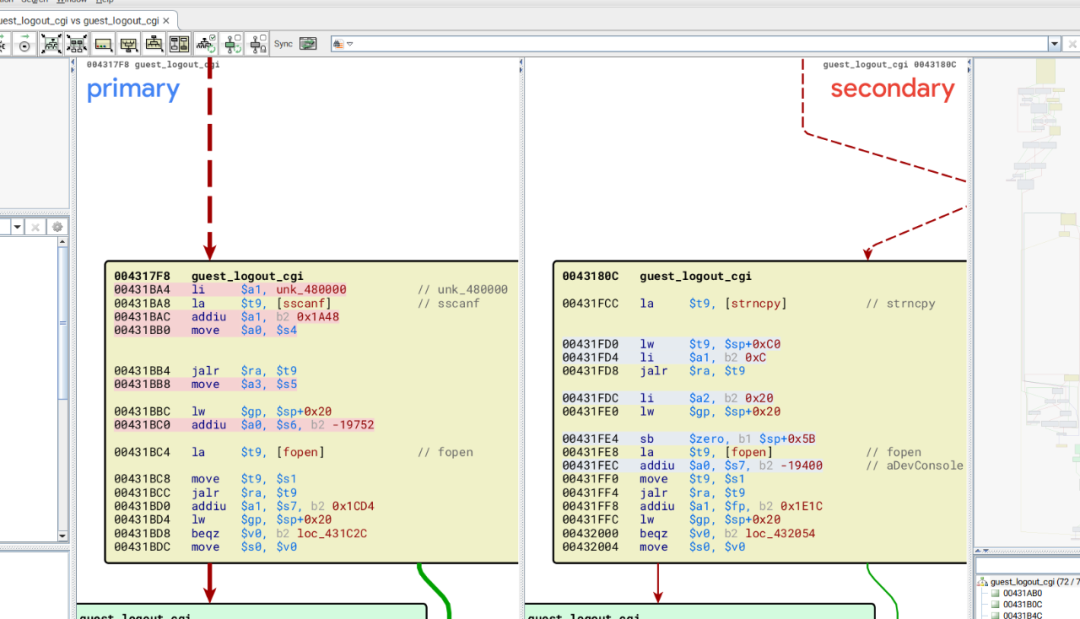 Window Help
guest_logout_cgi vs guest_logout_cgi ×
Sync
004317F8 guest_logout_cgi
primary
004317F8 guest_logout_cgi
00431BA4 li $a1, unk_480000 // unk_480000
00431BA8 la $t9, [sscanf] // sscanf
00431BAC addiu $a1, b2 0x1A48
00431BB0 move $a0, $s4
00431BB4 jalr $ra, $t9
00431BB8 move $a3, $s5
00431BBC lw $gp, $sp+0x20
00431BC0 addiu $a0, $s6, b2 -19752
00431BC4 la $t9, [fopen] // fopen
00431BC8 move $t9, $s1
00431BCC jalr $ra, $t9
00431BD0 addiu $a1, $s7, b2 0x1CD4
00431BD4 lw $gp, $sp+0x20
00431BD8 beqz $v0, b2 loc_431C2C
00431BDC move $s0, $v0
guest_logout_cgi
guest_logout_cgi 0043180C
secondary
0043180C guest_logout_cgi
00431FCC la $t9, [strncpy] // strncpy
00431FD0 lw $t9, $sp+0xC0
00431FD4 li $a1, b2 0xC
00431FD8 jalr $ra, $t9
00431FDC li $a2, b2 0x20
00431FE0 lw $gp, $sp+0x20
00431FE4 sb $zero, b1 $sp+0x5B
00431FE8 la $t9, [fopen] // fopen
00431FEC addiu $a0, $s7, b2 -19400 // aDevConsole
00431FF0 move $t9, $s1
00431FF4 jalr $ra, $t9
00431FF8 addiu $a1, $fp, b2 0x1E1C
00431FFC lw $gp, $sp+0x20
00432000 beqz $v0, b2 loc_432054
00432004 move $s0, $v0
guest_logout_cgi
guest_logout_cgi (72 / 7
00431AB0
00431B0C
00431B4C